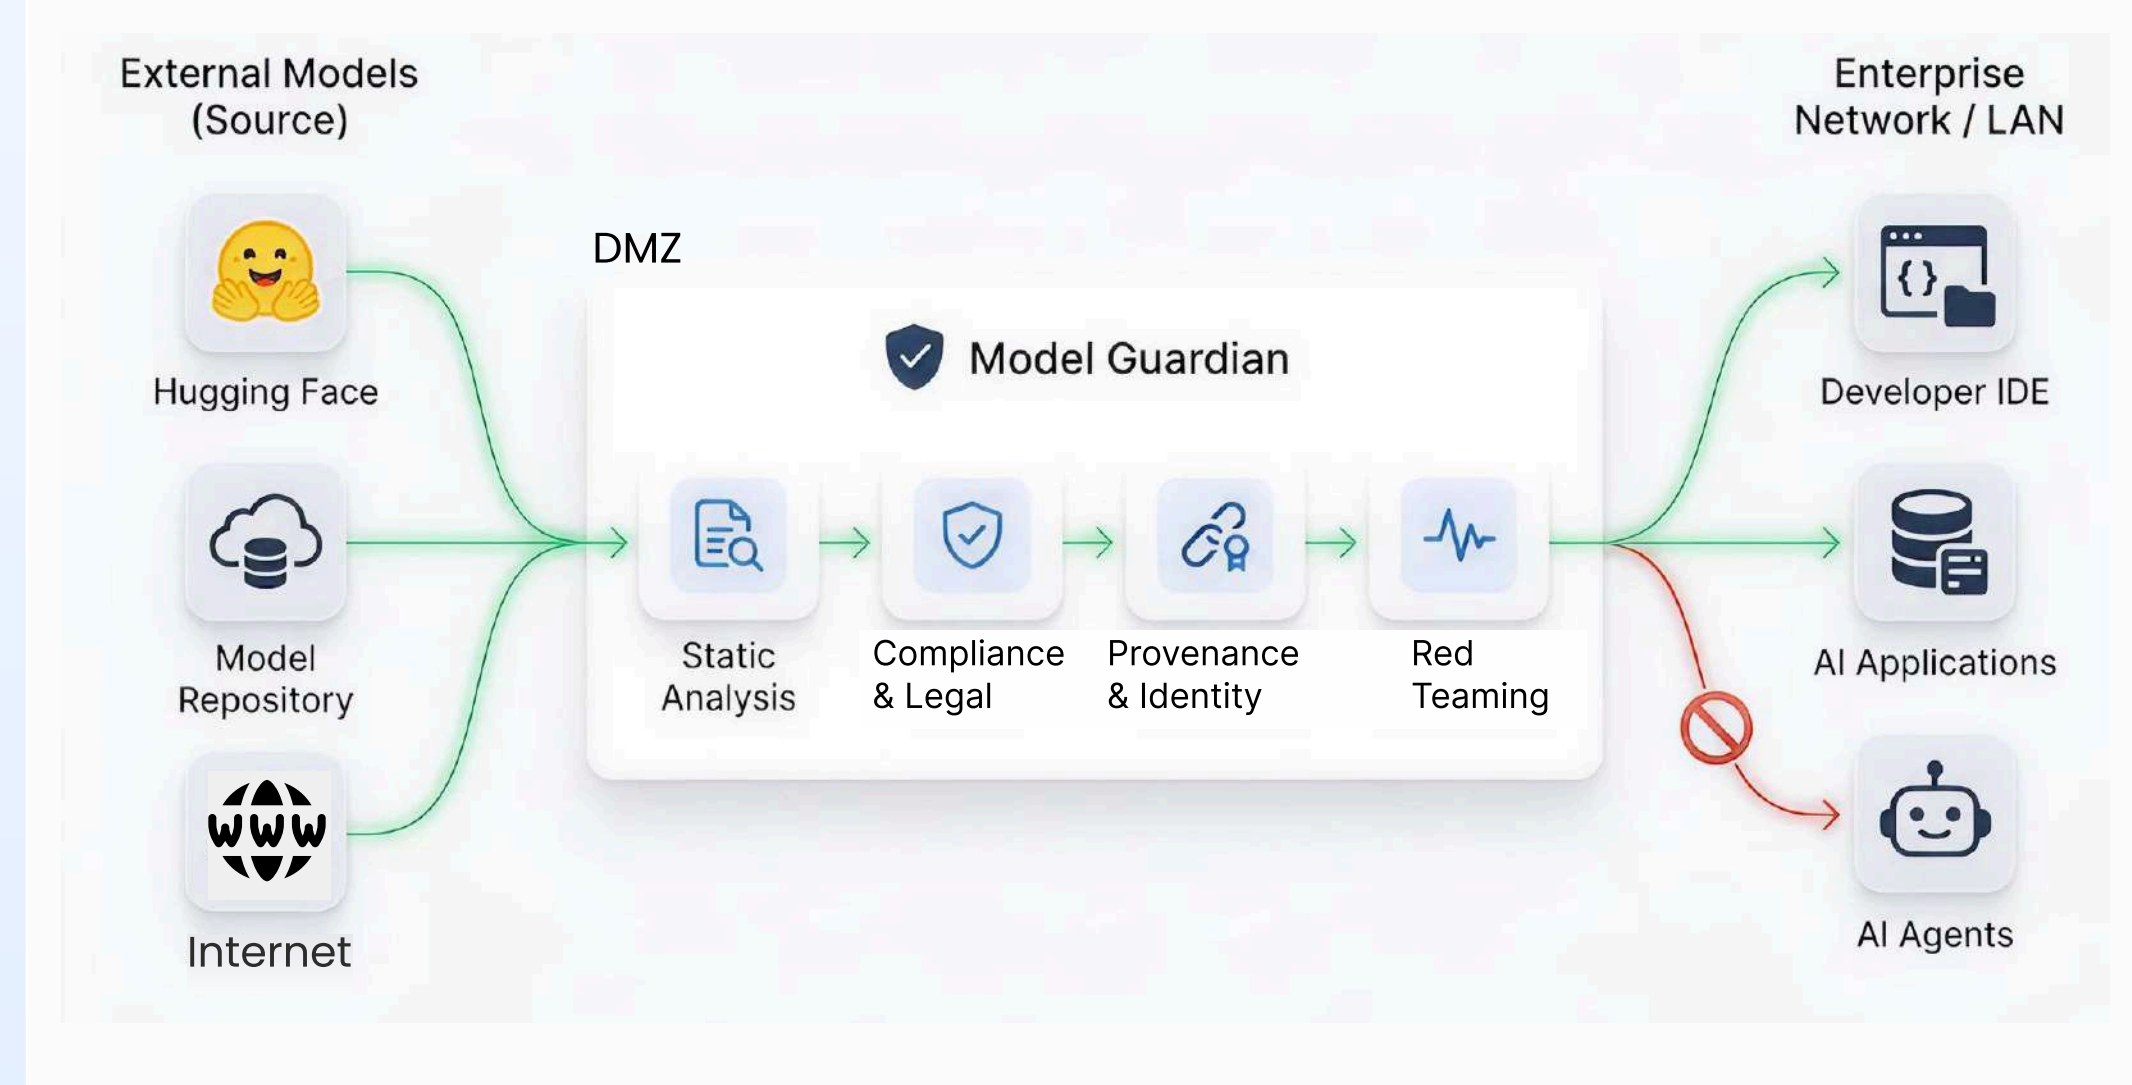 External Models
(Source)
Hugging Face
Model
Repository
www
Internet
DMZ
Model Guardian
Static
Analysis
Compliance
& Legal
Provenance
& Identity
Red
Teaming
Enterprise
Network / LAN
{}
Developer IDE
AI Applications
AI Agents